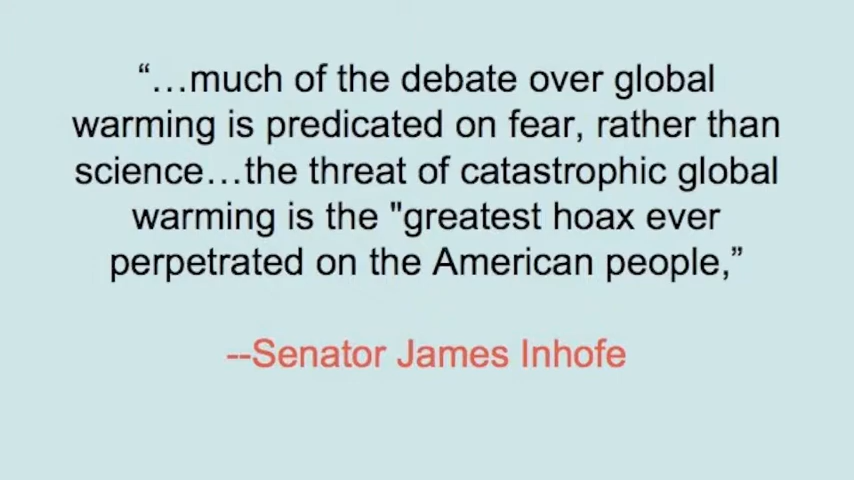 “…much of the debate over global
warming is predicated on fear, rather than
science…the threat of catastrophic global
warming is the "greatest hoax ever
perpetrated on the American people,”
--Senator James Inhofe